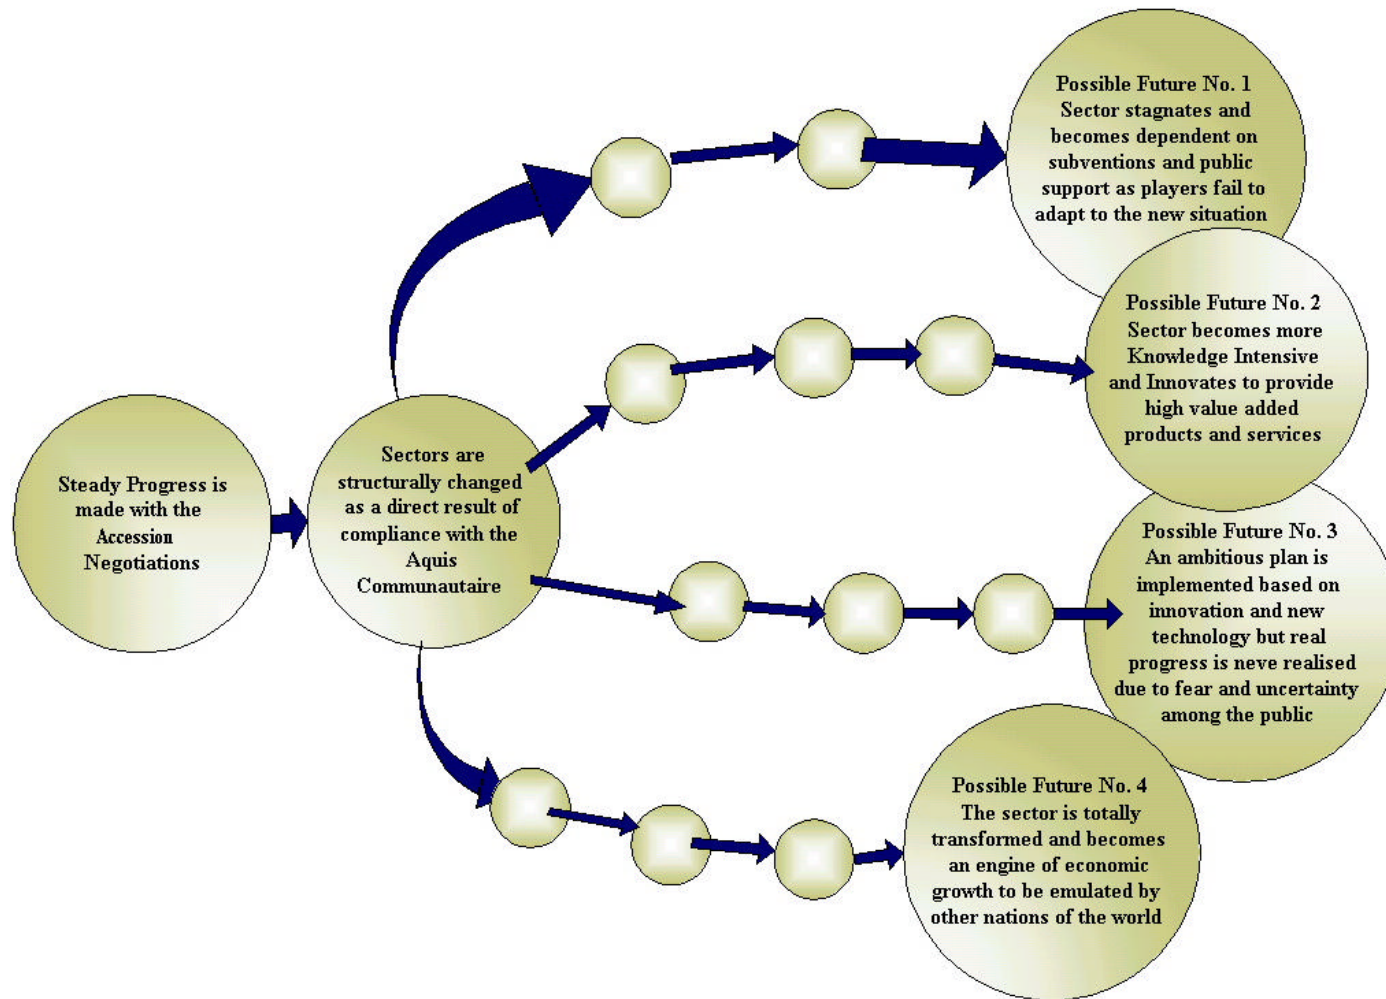 Steady Progress is
made with the
Accession
Negotiations
Sectors are
structurally changed
as a direct result of
compliance with the
Aquis
Communautaire
Possible Future No. 1
Sector stagnates and
becomes dependent on
subventions and public
support as players fail to
adapt to the new situation
Possible Future No. 2
Sector becomes more
Knowledge Intensive
and Innovates to provide
high value added
products and services
Possible Future No. 3
An ambitious plan is
implemented based on
innovation and new
technology but real
progress is neve realised
due to fear and uncertainty
among the public
Possible Future No. 4
The sector is totally
transformed and becomes
an engine of economic
growth to be emulated by
other nations of the world